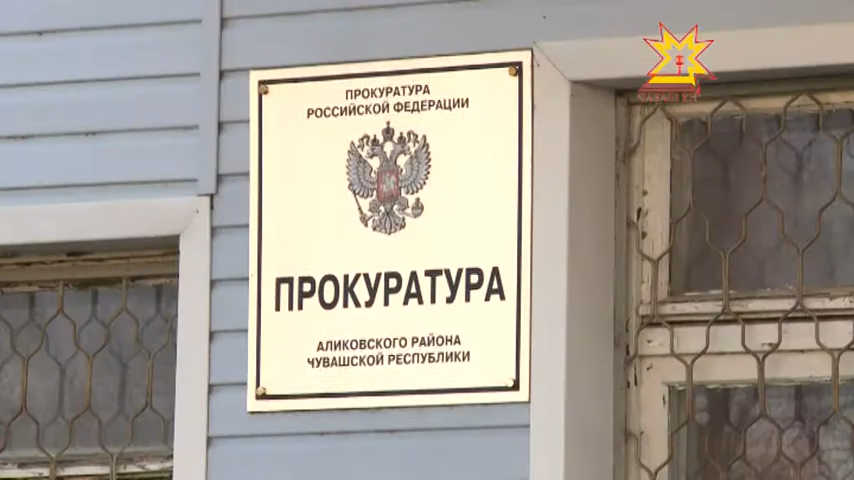 ПРОКУРАТУРА
РОССИЙСКОЙ ФЕДЕРАЦИИ
ПРОКУРАТУРА
АЛИКОВСКОГО РАЙОНА
ЧУВАШСКОЙ РЕСПУБЛИКИ